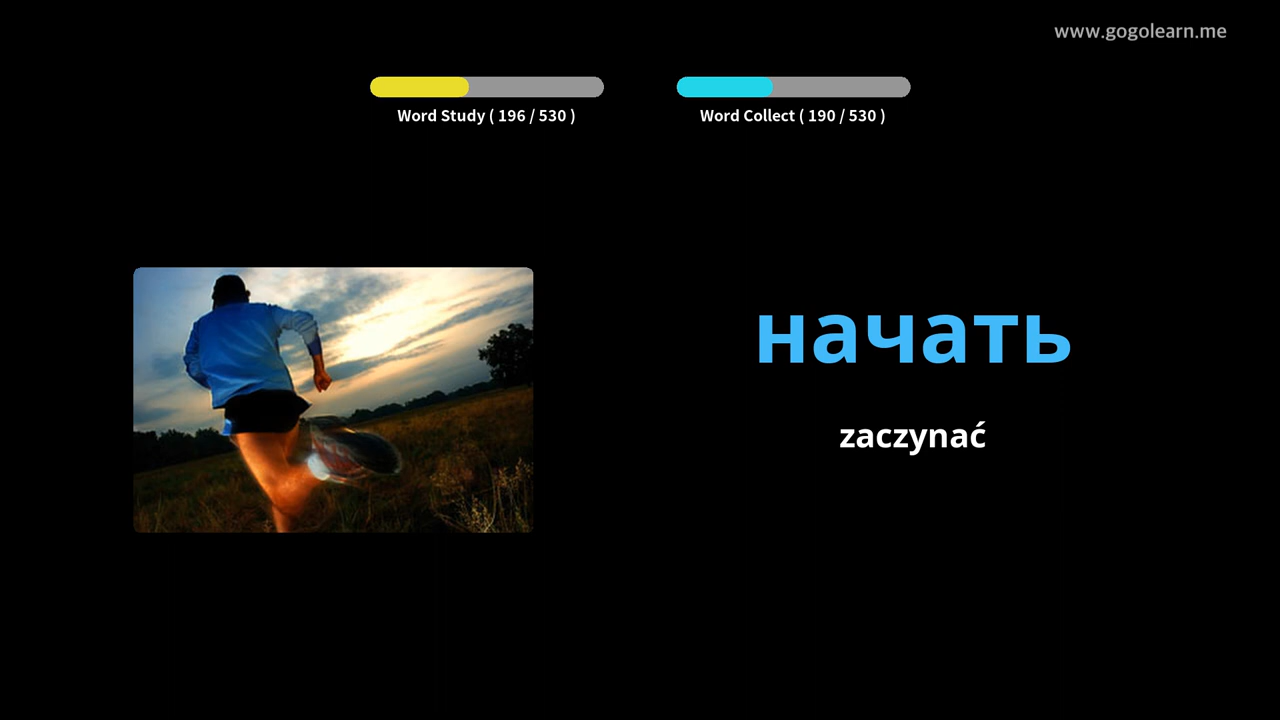 www.gogolearn.me
Word Study ( 196 / 530 )
Word Collect ( 190 / 530 )
начать
zaczynać